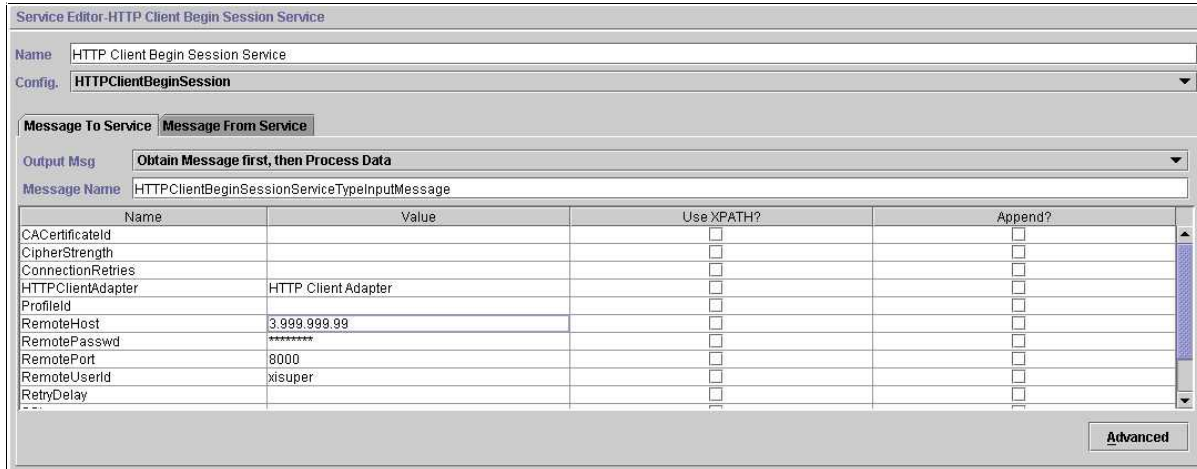 Service Editor-HTTP Client Begin Session Service
Name HTTP Client Begin Session Service
Config. HTTPClientBeginSession
Message To Service Message From Service
Output Msg Obtain Message first, then Process Data
Message Name HTTPClientBeginSessionServiceTypeInputMessage
Name Value Use XPATH? Append?
CACertificateId
CipherStrength
ConnectionRetries
HTTPClientAdapter HTTP Client Adapter
ProfileId
RemoteHost 3.999.999.99
RemotePasswd ********
RemotePort 8000
RemoteUserId xisuper
RetryDelay
Advanced